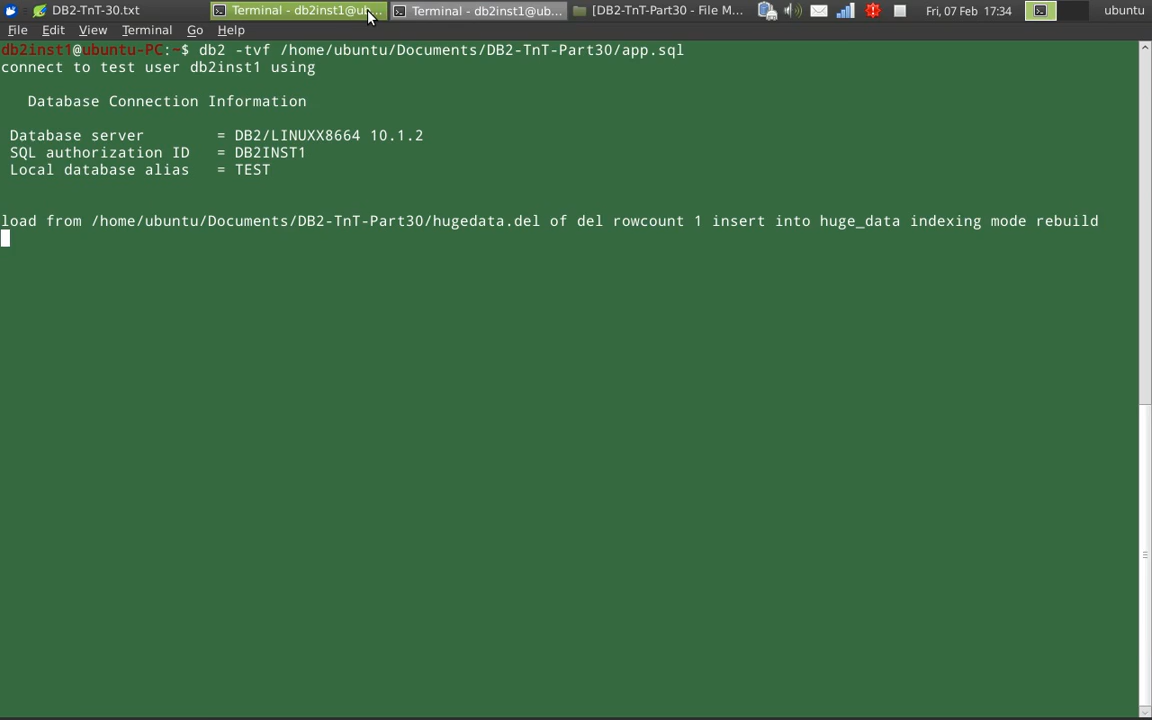 DB2-TnT-30.txt
Terminal - db2inst1@ub...
Terminal - db2inst1@ub...
[DB2-TnT-Part30 - File M...
Fri, 07 Feb 17:34
ubuntu
File Edit View Terminal Go Help
db2inst1@ubuntu-PC:~$ db2 -tvf /home/ubuntu/Documents/DB2-TnT-Part30/app.sql
connect to test user db2inst1 using
Database Connection Information
Database server = DB2/LINUXX8664 10.1.2
SQL authorization ID = DB2INST1
Local database alias = TEST
load from /home/ubuntu/Documents/DB2-TnT-Part30/hugedata.del of del rowcount 1 insert into huge_data indexing mode rebuild